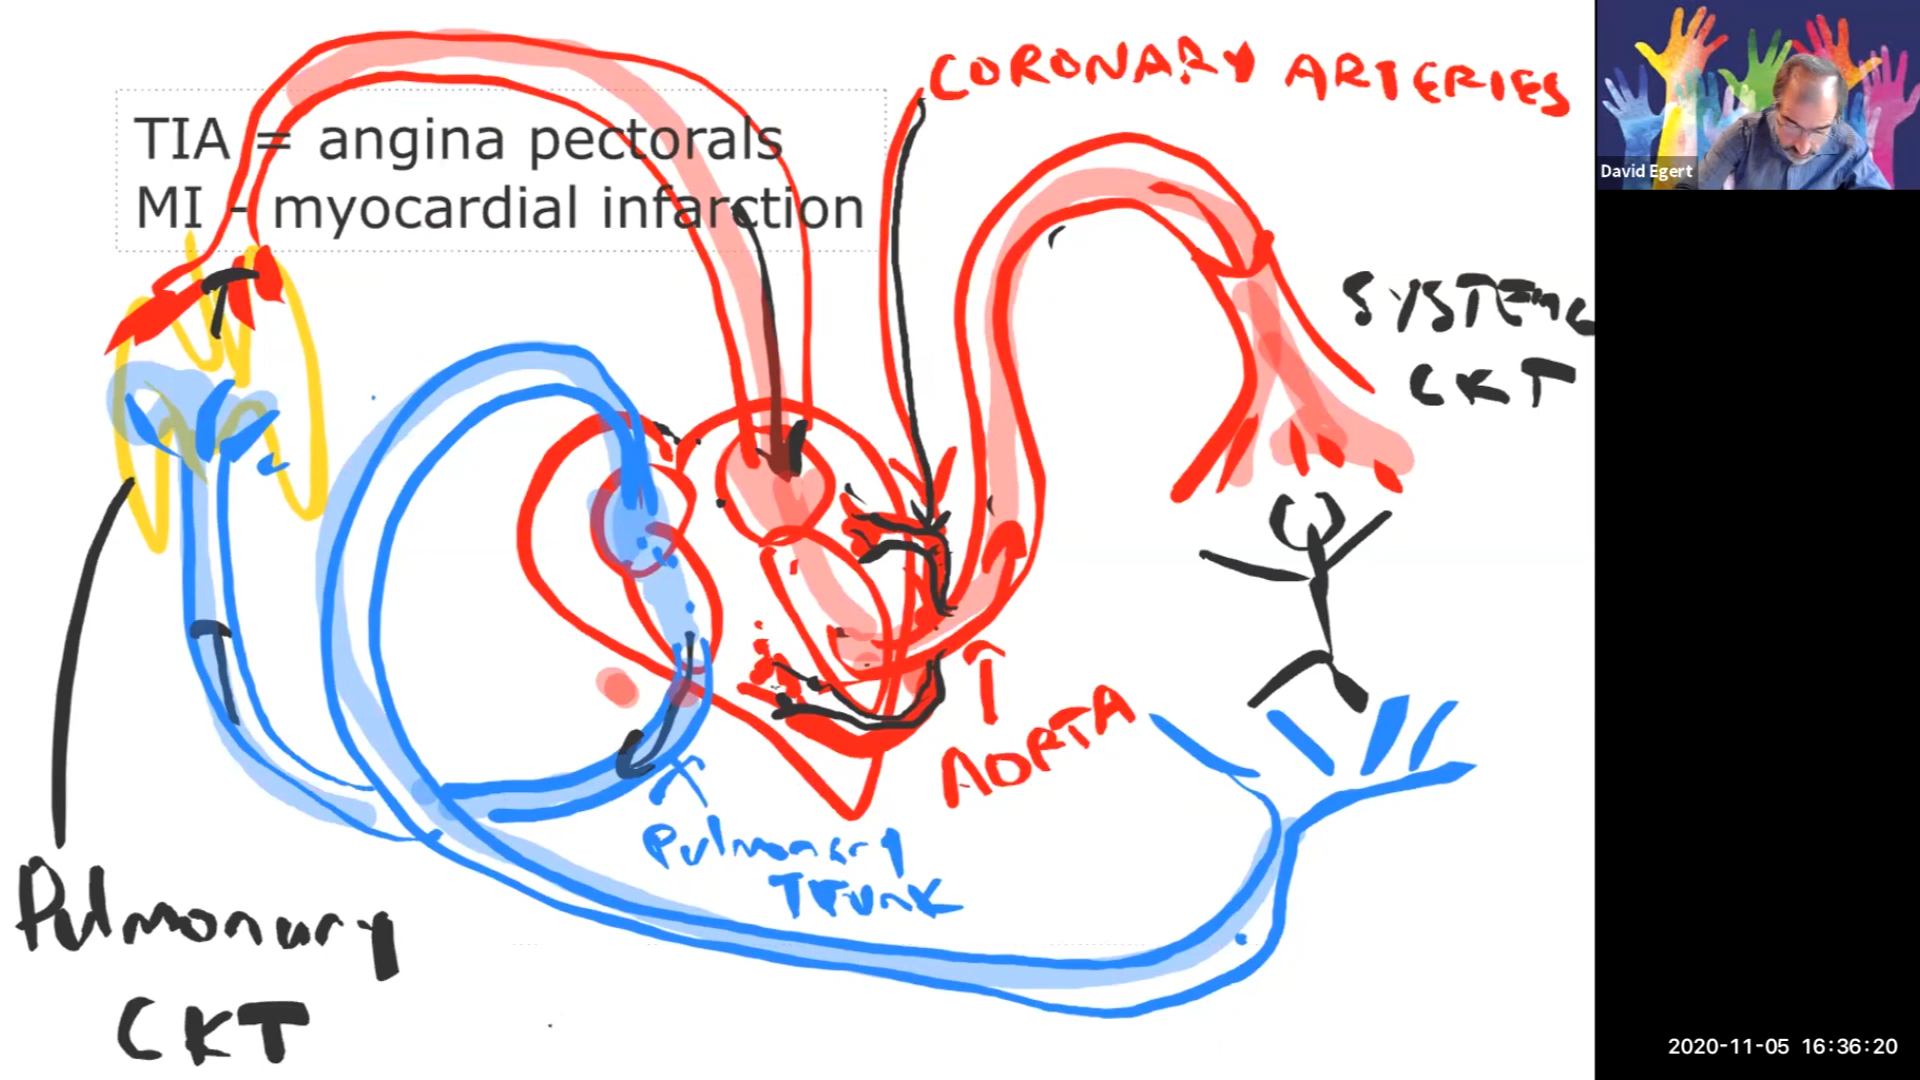 CORONARY ARTERIES
TIA = angina pectorals
MI - myocardial infarction
David Egert
SYSTEMC
CKT
AORTA
Pulmonary
Trunk
Pulmonary
CKT
2020-11-05 16:36:20